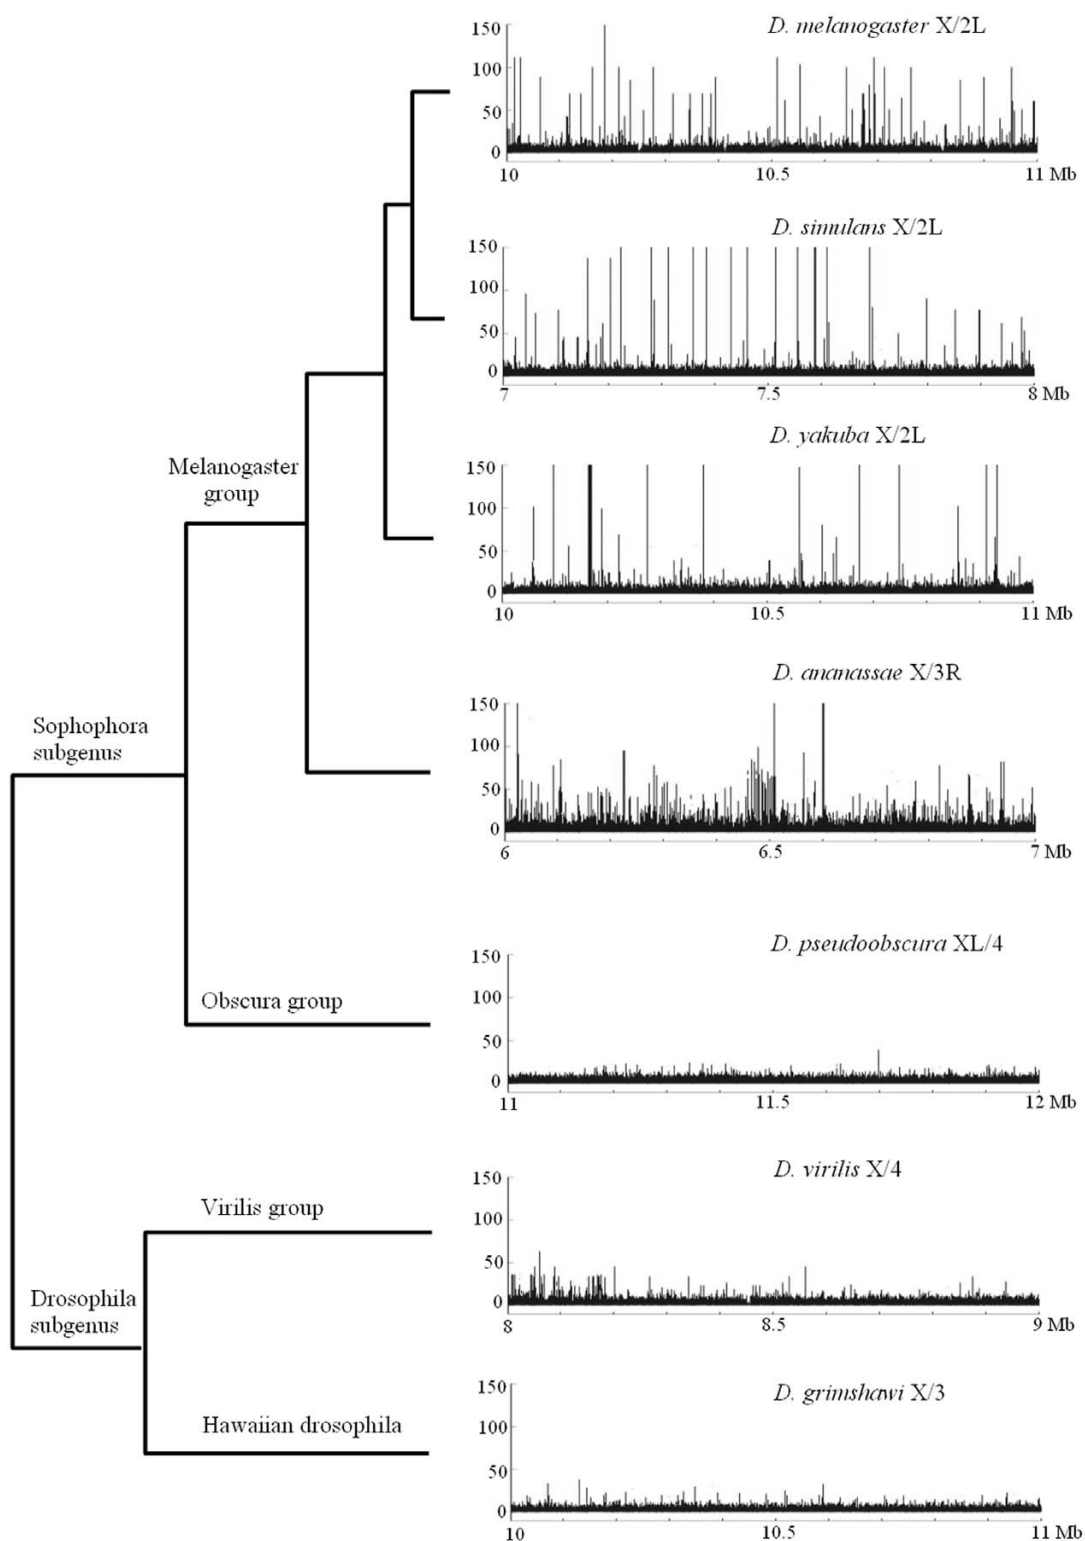 D. melanogaster X/2L
150
100
50
0
10 10.5 11 Mb
D. simulans X/2L
150
100
50
0
7 7.5 8 Mb
D. yakuba X/2L
150
100
50
0
10 10.5 11 Mb
Melanogaster
group
D. ananassae X/3R
150
100
50
0
6 6.5 7 Mb
Sophophora
subgenus
D. pseudoobscura XL/4
150
100
50
0
11 11.5 12 Mb
Obscura group
D. virilis X/4
150
100
50
0
8 8.5 9 Mb
Virilis group
Drosophila
subgenus
D. grimshawi X/3
150
100
50
0
10 10.5 11 Mb
Hawaiian drosophila